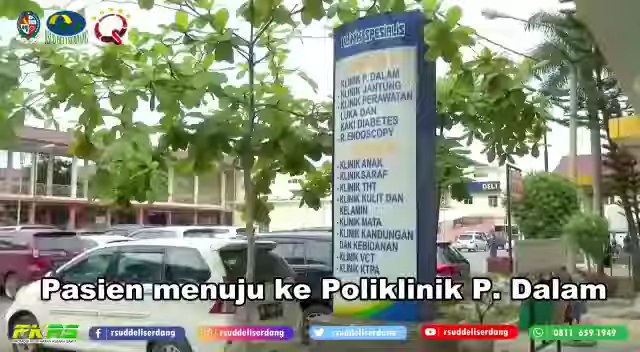 KLINIK SPESIALIS
- KLINIK P. DALAM
- KLINIK JANTUNG
- KLINIK PERAWATAN
LUKA DAN
KAKI DIABETES
- R. ENDOSCOPY
- KLINIK ANAK
- KLINIK SARAF
- KLINIK THT
- KLINIK KULIT DAN
KELAMIN
- KLINIK MATA
- KLINIK KANDUNGAN
DAN KEBIDANAN
- KLINIK VCT
- KLINIK KTPA
DELI
Pasien menuju ke Poliklinik P. Dalam
PKRS
rsuddeliserdang
rsuddeliserdang
rsuddeliserdang
rsuddeliserdang
0811 659 1949